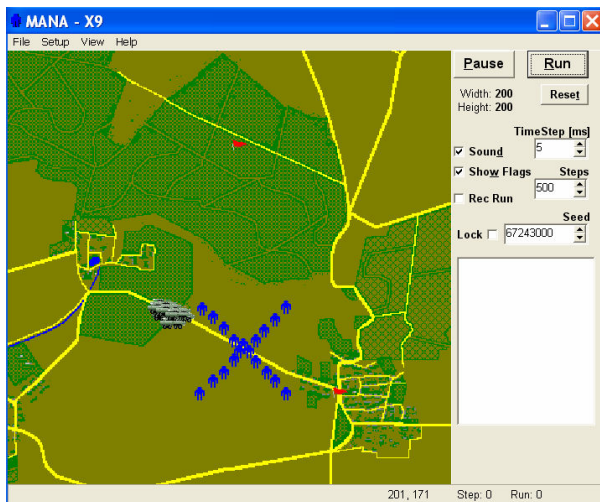 MANA - X9
File Setup View Help
Pause Run
Width: 200
Height: 200
Reset
TimeStep [ms]
Sound 5
Show Flags Steps
Rec Run 500
Seed
Lock 67243000
201, 171 Step: 0 Run: 0